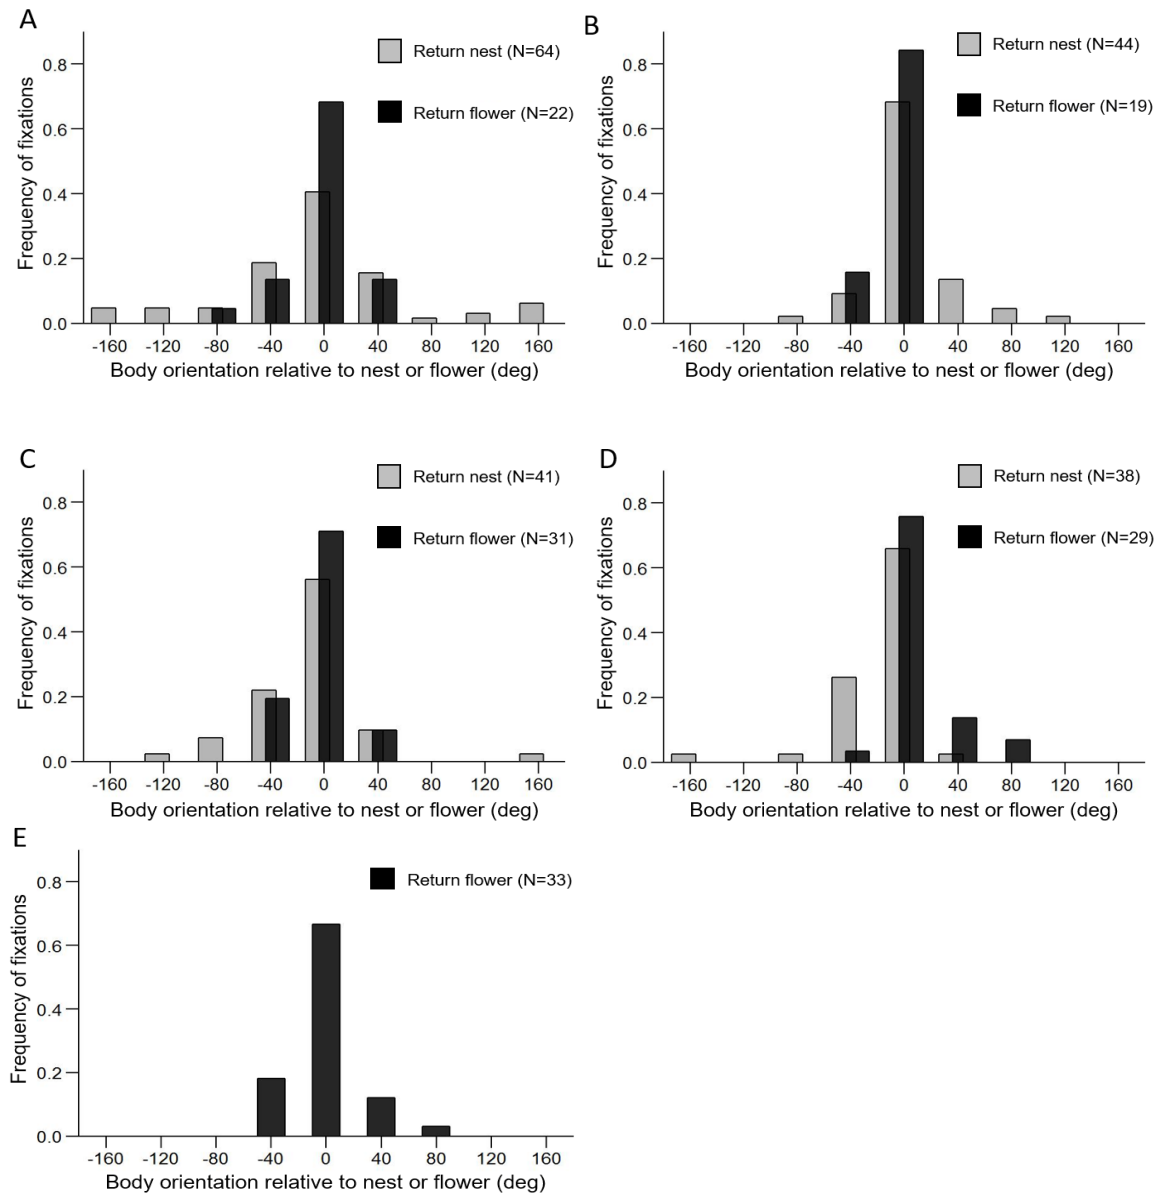 A
Return nest (N=64)
Return flower (N=22)
Frequency of fixations
0.8
0.6
0.4
0.2
0.0
-160 -120 -80 -40 0 40 80 120 160
Body orientation relative to nest or flower (deg)
B
Return nest (N=44)
Return flower (N=19)
Frequency of fixations
0.8
0.6
0.4
0.2
0.0
-160 -120 -80 -40 0 40 80 120 160
Body orientation relative to nest or flower (deg)
C
Return nest (N=41)
Return flower (N=31)
Frequency of fixations
0.8
0.6
0.4
0.2
0.0
-160 -120 -80 -40 0 40 80 120 160
Body orientation relative to nest or flower (deg)
D
Return nest (N=38)
Return flower (N=29)
Frequency of fixations
0.8
0.6
0.4
0.2
0.0
-160 -120 -80 -40 0 40 80 120 160
Body orientation relative to nest or flower (deg)
E
Return flower (N=33)
Frequency of fixations
0.8
0.6
0.4
0.2
0.0
-160 -120 -80 -40 0 40 80 120 160
Body orientation relative to nest or flower (deg)